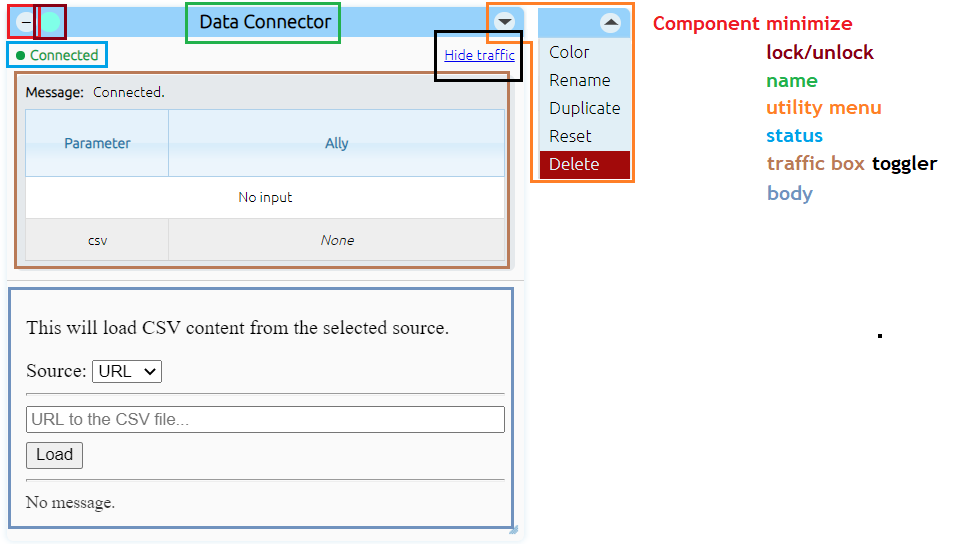 Data Connector
Connected
Hide traffic
Message: Connected.
Parameter Ally
No input
csv None
This will load CSV content from the selected source.
Source: URL
URL to the CSV file...
Load
No message.
Color
Rename
Duplicate
Reset
Delete
Component minimize
lock/unlock
name
utility menu
status
traffic box toggler
body